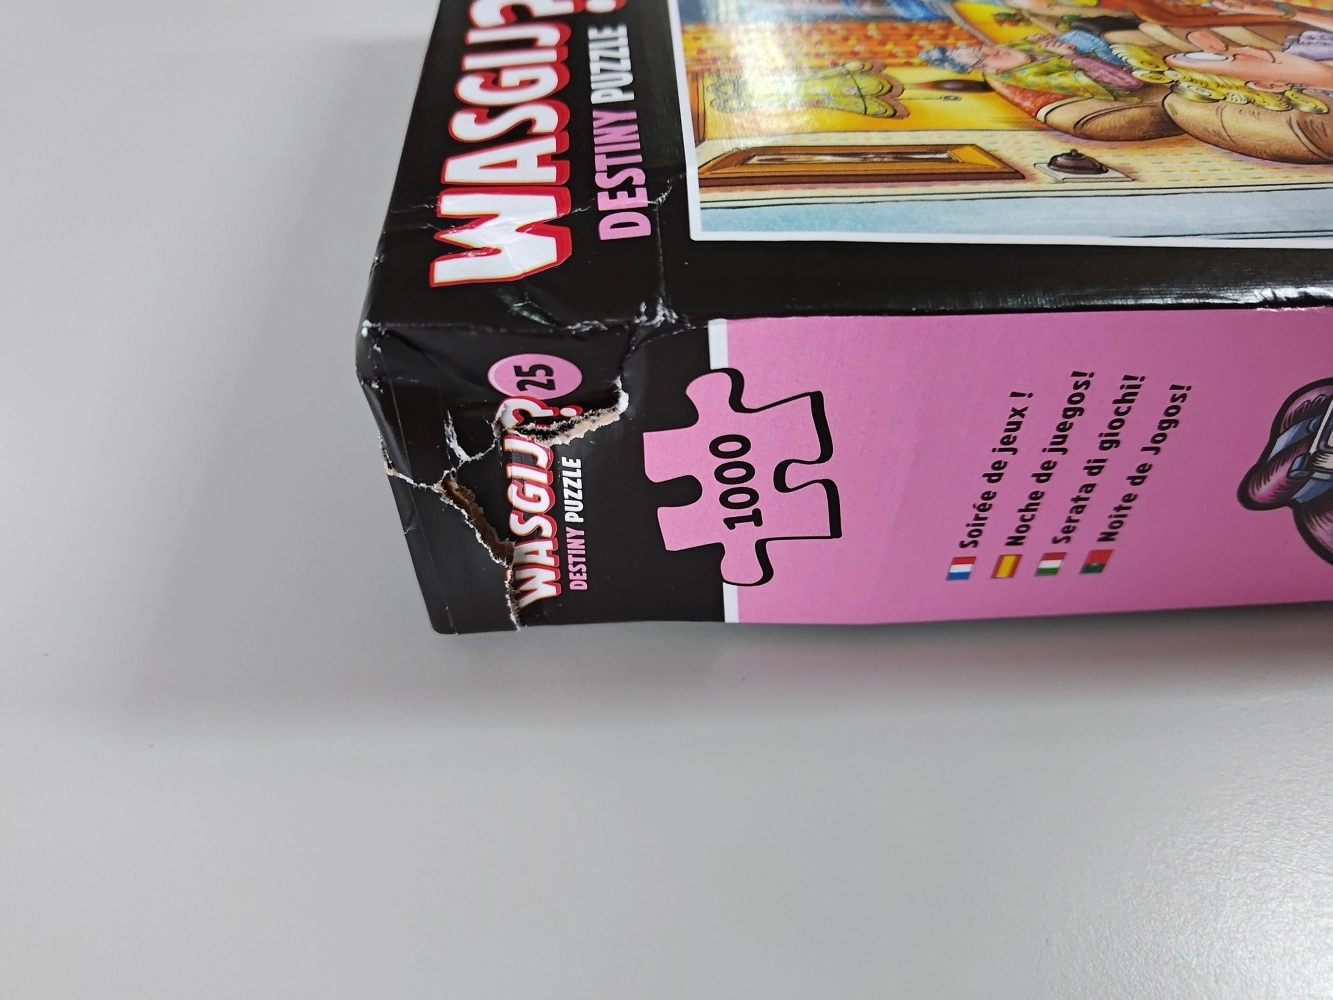 WASGIJ?
DESTINY PUZZLE
25
WASGIJ?
DESTINY PUZZLE
1000
Soirée de jeux !
Noche de juegos!
Serata di giochi!
Noite de Jogos!